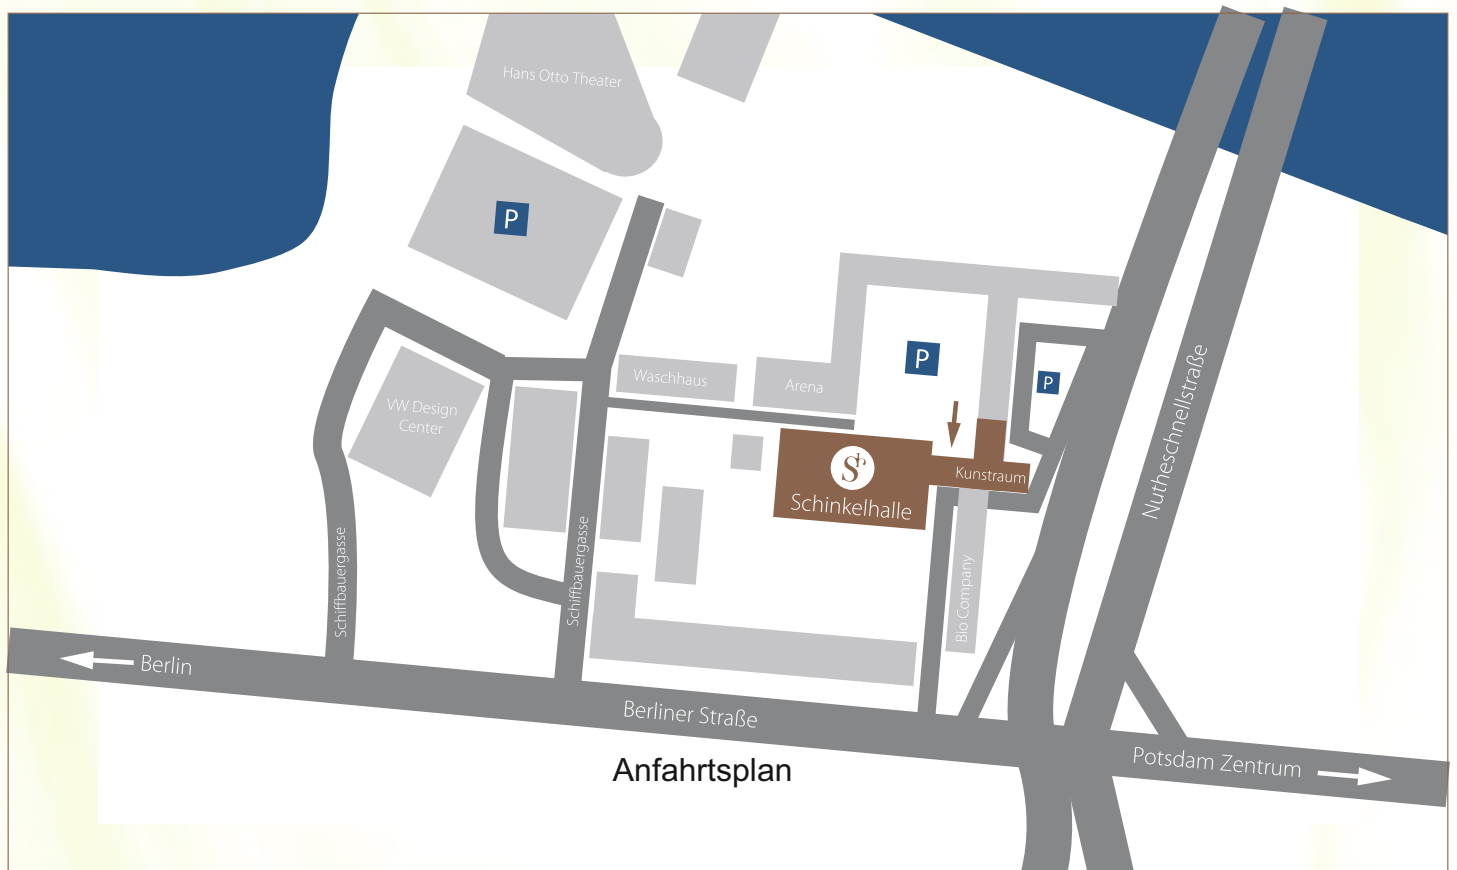 Hans Otto Theater
P
P
P
Waschhaus
Arena
VW Design
Center
Kunstraum
Schinkelhalle
Nutheschnellstraße
Schiffbauergasse
Schiffbauergasse
Bio Company
Berlin
Berliner Straße
Potsdam Zentrum
Anfahrtsplan